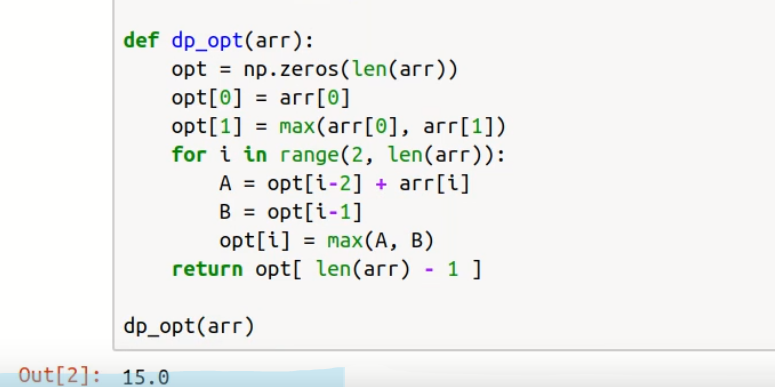 def dp_opt(arr):
    opt = np.zeros(len(arr))
    opt[0] = arr[0]
    opt[1] = max(arr[0], arr[1])
    for i in range(2, len(arr)):
        A = opt[i-2] + arr[i]
        B = opt[i-1]
        opt[i] = max(A, B)
    return opt[ len(arr) - 1 ]
dp_opt(arr)
Out[2]: 15.0